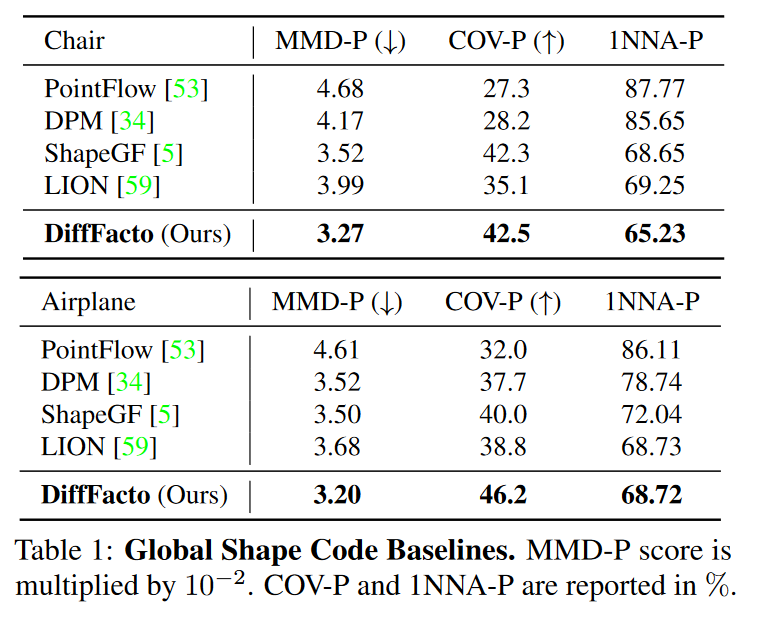 Chair MMD-P (↓) COV-P (↑) 1NNA-P
PointFlow [53] 4.68 27.3 87.77
DPM [34] 4.17 28.2 85.65
ShapeGF [5] 3.52 42.3 68.65
LION [59] 3.99 35.1 69.25
DiffFacto (Ours) 3.27 42.5 65.23
Airplane MMD-P (↓) COV-P (↑) 1NNA-P
PointFlow [53] 4.61 32.0 86.11
DPM [34] 3.52 37.7 78.74
ShapeGF [5] 3.50 40.0 72.04
LION [59] 3.68 38.8 68.73
DiffFacto (Ours) 3.20 46.2 68.72
Table 1: Global Shape Code Baselines. MMD-P score is
multiplied by 10⁻². COV-P and 1NNA-P are reported in %.